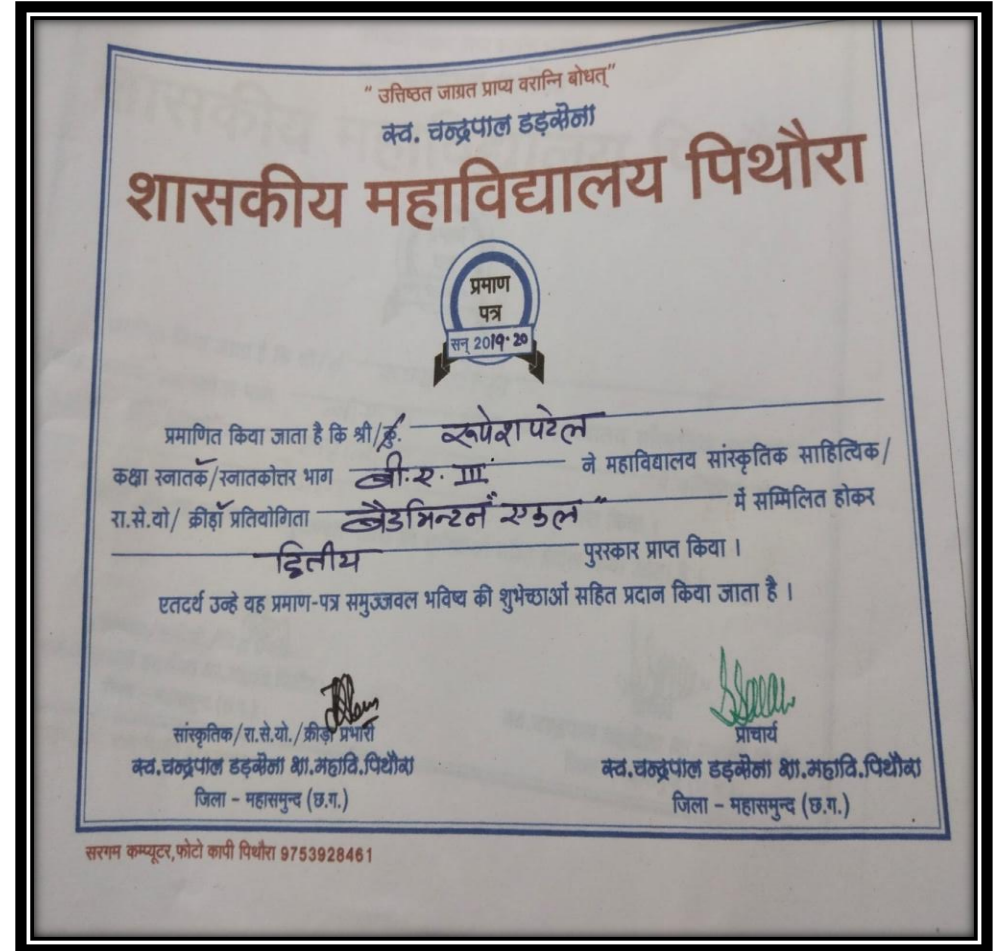 " उत्तिष्ठत जाग्रत प्राप्य वरान्नि बोधत्"
स्व. चन्द्रपाल डड़सेना
शासकीय महाविद्यालय पिथौरा
प्रमाण
पत्र
सन् 2019-20
प्रमाणित किया जाता है कि श्री/कु. रूपेश पटेल
कक्षा स्नातक/स्नातकोत्तर भाग बी.ए. III ने महाविद्यालय सांस्कृतिक साहित्यिक/
रा.से.यो/ क्रीड़ा प्रतियोगिता बैडमिन्टन एकल" में सम्मिलित होकर
द्वितीय पुरस्कार प्राप्त किया ।
एतदर्थ उन्हे यह प्रमाण-पत्र समुज्जवल भविष्य की शुभेच्छाओं सहित प्रदान किया जाता है ।
सांस्कृतिक/रा.से.यो./क्रीड़ा प्रभारी
स्व.चन्द्रपाल डड़सेना शा.महावि.पिथौरा
जिला - महासमुन्द (छ.ग.)
प्राचार्य
स्व.चन्द्रपाल डड़सेना शा.महावि.पिथौरा
जिला - महासमुन्द (छ.ग.)
सरगम कम्प्यूटर,फोटो कापी पिथौरा 9753928461